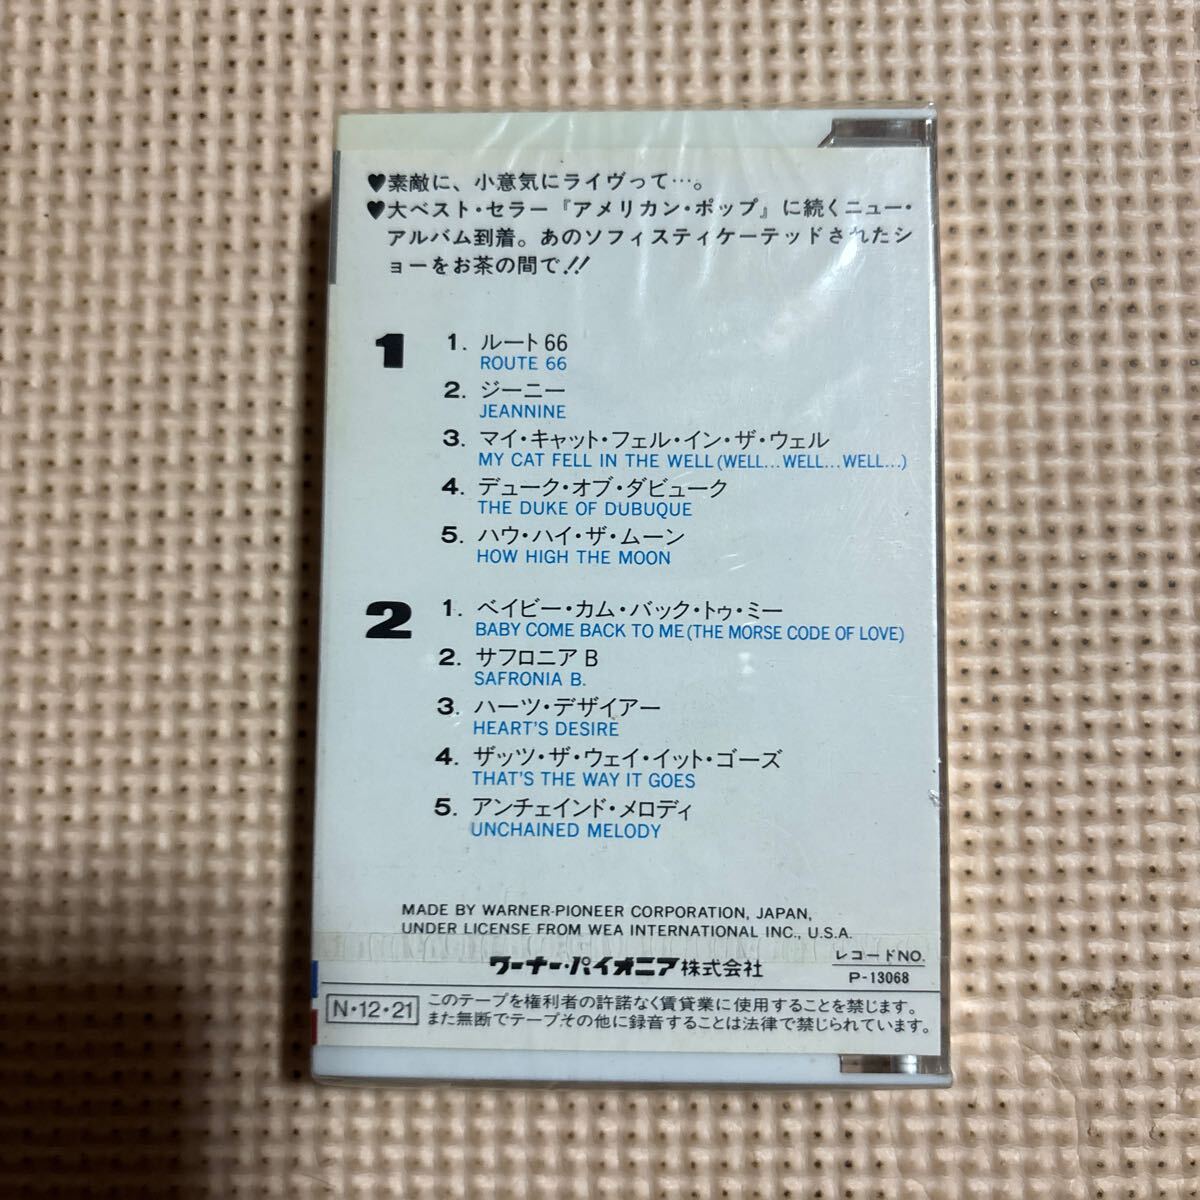 ♥素敵に、小意気にライヴって…。
♥大ベスト・セラー『アメリカン・ポップ』に続くニュー・
アルバム到着。あのソフィスティケーテッドされたショ
ーをお茶の間で!!
1
1. ルート66
ROUTE 66
2. ジーニー
JEANNINE
3. マイ・キャット・フェル・イン・ザ・ウェル
MY CAT FELL IN THE WELL (WELL…WELL…WELL…)
4. デューク・オブ・ダビューク
THE DUKE OF DUBUQUE
5. ハウ・ハイ・ザ・ムーン
HOW HIGH THE MOON
2
1. ベイビー・カム・バック・トゥ・ミー
BABY COME BACK TO ME (THE MORSE CODE OF LOVE)
2. サフロニア B
SAFRONIA B.
3. ハーツ・デザイアー
HEART'S DESIRE
4. ザッツ・ザ・ウェイ・イット・ゴーズ
THAT'S THE WAY IT GOES
5. アンチェインド・メロディ
UNCHAINED MELODY
MADE BY WARNER-PIONEER CORPORATION, JAPAN,
UNDER LICENSE FROM WEA INTERNATIONAL INC., U.S.A.
ワーナー・パイオニア株式会社
レコードNO.
P-13068
N・12・21
このテープを権利者の許諾なく賃貸業に使用することを禁じます。
また無断でテープその他に録音することは法律で禁じられています。